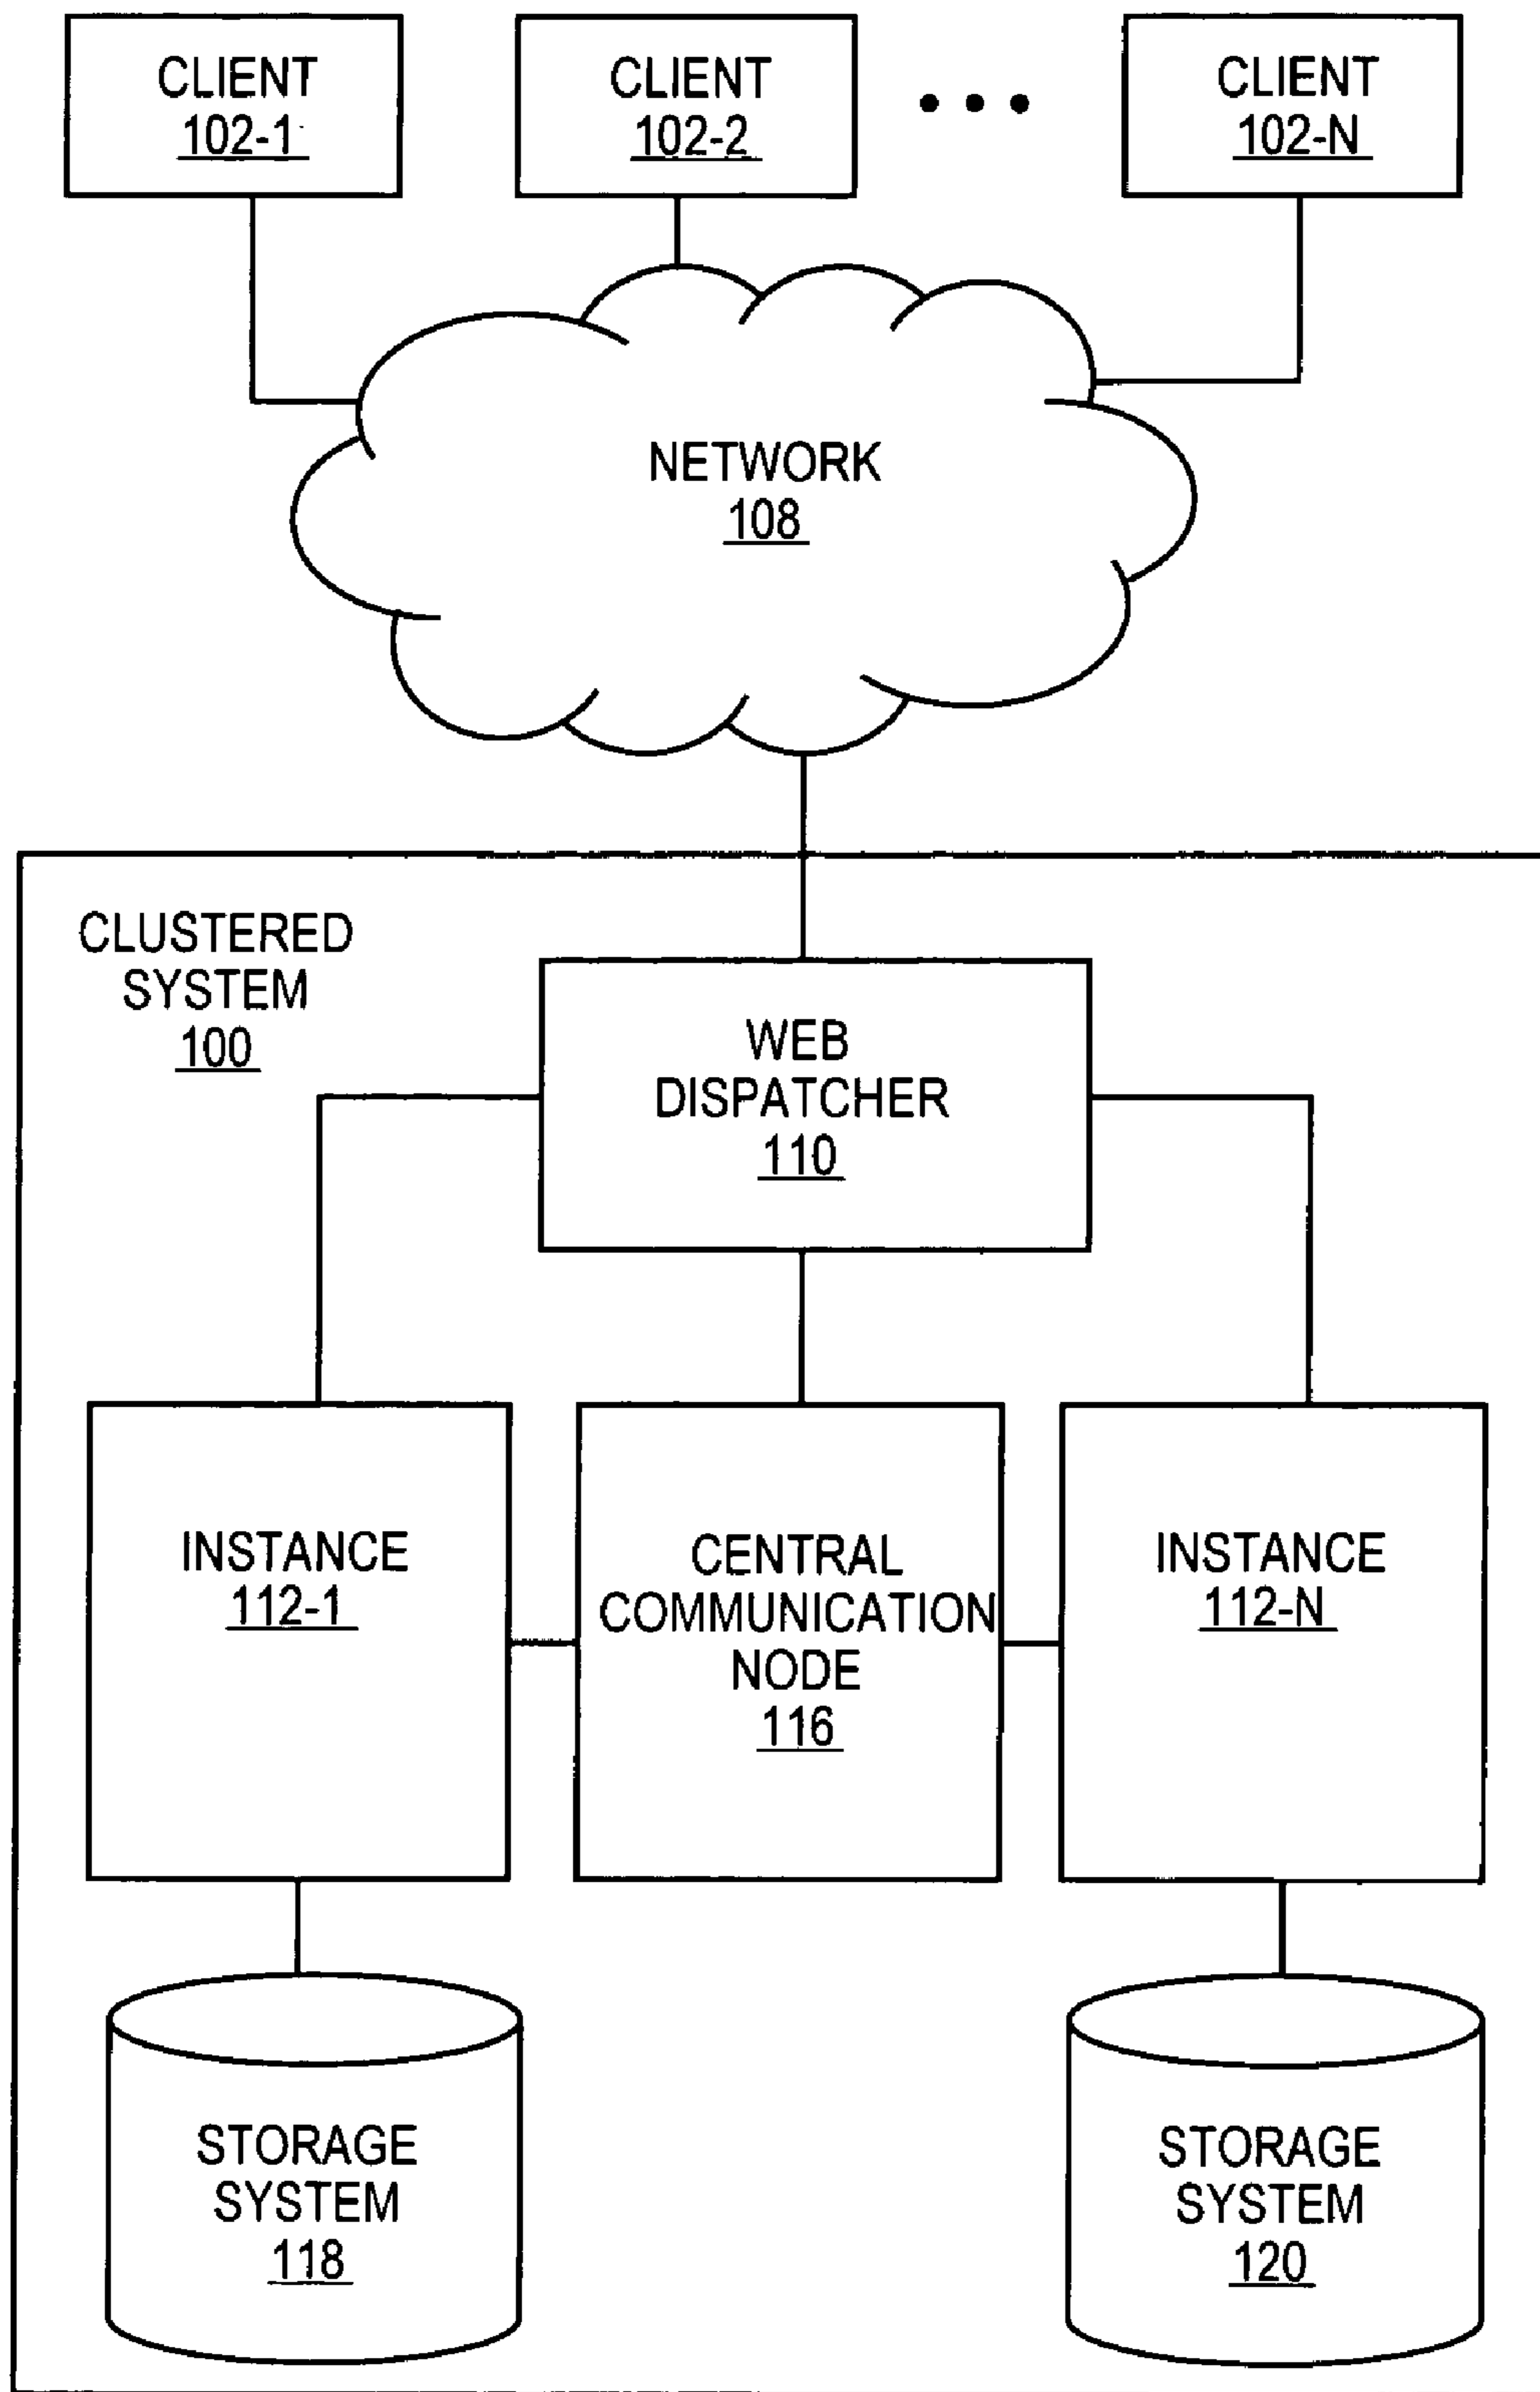 CLIENT
102-1
CLIENT
102-2
CLIENT
102-N
NETWORK
108
CLUSTERED
SYSTEM
100
WEB
DISPATCHER
110
INSTANCE
112-1
CENTRAL
COMMUNICATION
NODE
116
INSTANCE
112-N
STORAGE
SYSTEM
118
STORAGE
SYSTEM
120